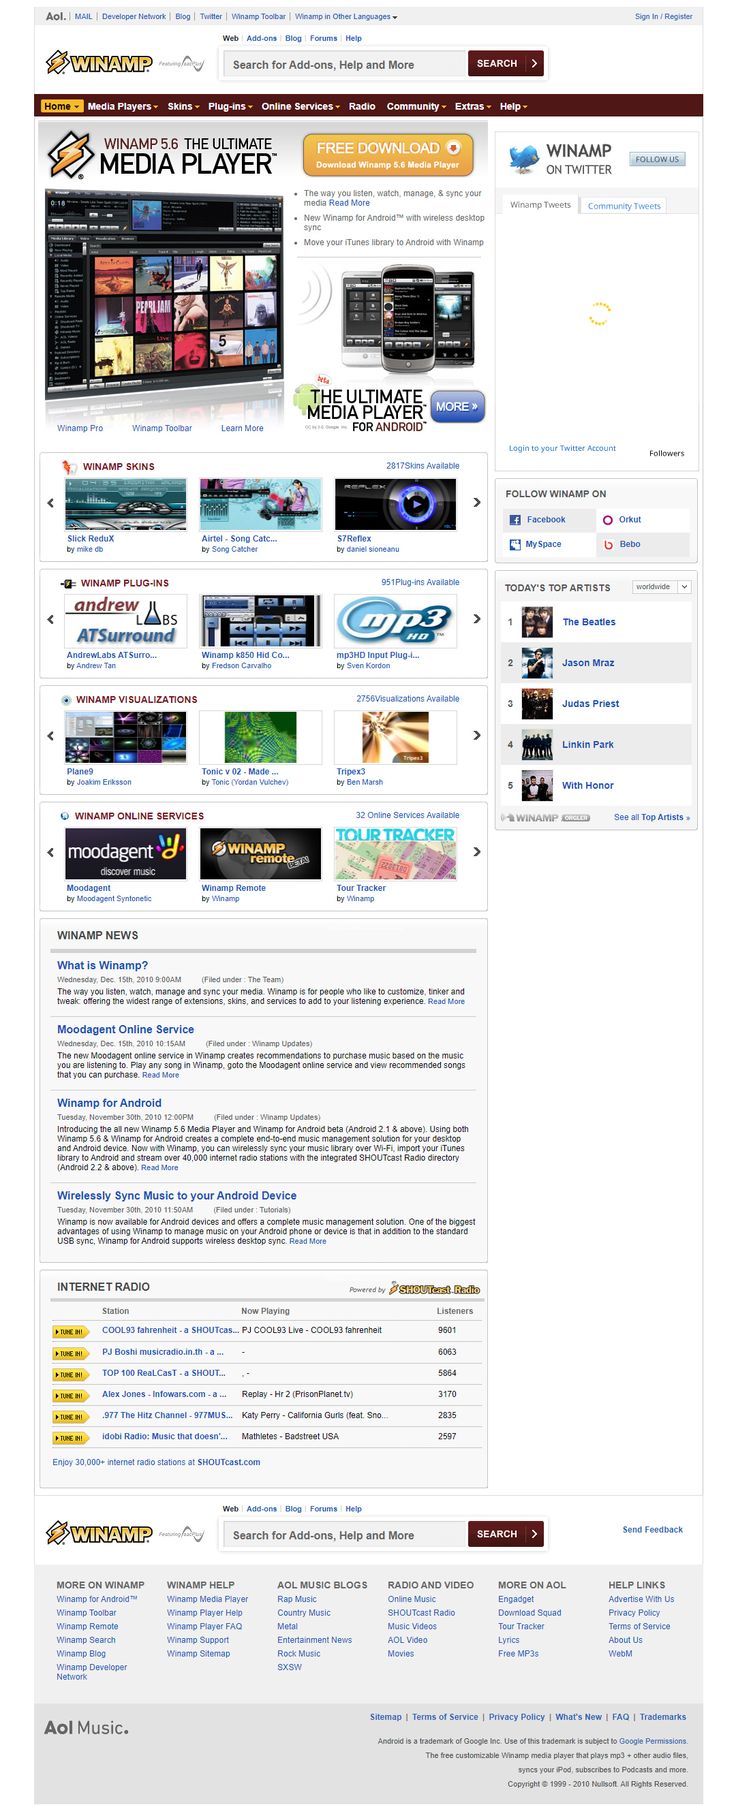 Aol. | MAIL | Developer Network | Blog | Twitter | Winamp Toolbar | Winamp in Other Languages
Sign In / Register
Web | Add-ons | Blog | Forums | Help
WINAMP
Featuring
Search for Add-ons, Help and More
SEARCH
Home Media Players Skins Plug-ins Online Services Radio Community Extras Help
WINAMP 5.6 THE ULTIMATE
MEDIA PLAYER™
FREE DOWNLOAD
Download Winamp 5.6 Media Player
The way you listen, watch, manage, & sync your
media Read More
New Winamp for Android™ with wireless desktop
sync
Move your iTunes library to Android with Winamp
beta
THE ULTIMATE
MEDIA PLAYER™
FOR ANDROID™
MORE »
Winamp Pro
Winamp Toolbar
Learn More
WINAMP
ON TWITTER
FOLLOW US
Winamp Tweets
Community Tweets
Login to your Twitter Account
Followers
WINAMP SKINS
2817Skins Available
REPLEX
Slick ReduX
by mike db
Airtel - Song Catc...
by Song Catcher
S7Reflex
by daniel sioneanu
FOLLOW WINAMP ON
Facebook
Orkut
MySpace
Bebo
WINAMP PLUG-INS
951Plug-ins Available
andrew LABS
ATSurround
mp3 HD
AndrewLabs ATSurro...
by Andrew Tan
Winamp k850 Hid Co...
by Fredson Carvalho
mp3HD Input Plug-i...
by Sven Kordon
TODAY'S TOP ARTISTS
worldwide
1 The Beatles
2 Jason Mraz
3 Judas Priest
4 Linkin Park
5 With Honor
WINAMP ORGLER
See all Top Artists »
WINAMP VISUALIZATIONS
2756Visualizations Available
Tripex3
Plane9
by Joakim Eriksson
Tonic v 02 - Made ...
by Tonic (Yordan Vulchev)
Tripex3
by Ben Marsh
WINAMP ONLINE SERVICES
32 Online Services Available
moodagent
discover music
WINAMP
remote BETA!
TOUR TRACKER
Moodagent
by Moodagent Syntonetic
Winamp Remote
by Winamp
Tour Tracker
by Winamp
WINAMP NEWS
What is Winamp?
Wednesday, Dec. 15th, 2010 9:00AM (Filed under : The Team)
The way you listen, watch, manage and sync your media. Winamp is for people who like to customize, tinker and
tweak: offering the widest range of extensions, skins, and services to add to your listening experience. Read More
Moodagent Online Service
Wednesday, Dec. 15th, 2010 10:15AM (Filed under : Winamp Updates)
The new Moodagent online service in Winamp creates recommendations to purchase music based on the music
you are listening to. Play any song in Winamp, goto the Moodagent online service and view recommended songs
that you can purchase. Read More
Winamp for Android
Tuesday, November 30th, 2010 12:00PM (Filed under : Winamp Updates)
Introducing the all new Winamp 5.6 Media Player and Winamp for Android beta (Android 2.1 & above). Using both
Winamp 5.6 & Winamp for Android creates a complete end-to-end music management solution for your desktop
and Android device. Now with Winamp, you can wirelessly sync your music library over Wi-Fi, import your iTunes
library to Android and stream over 40,000 internet radio stations with the integrated SHOUTcast Radio directory
(Android 2.2 & above). Read More
Wirelessly Sync Music to your Android Device
Tuesday, November 30th, 2010 11:50AM (Filed under : Tutorials)
Winamp is now available for Android devices and offers a complete music management solution. One of the biggest
advantages of using Winamp to manage music on your Android phone or device is that in addition to the standard
USB sync, Winamp for Android supports wireless desktop sync. Read More
INTERNET RADIO
Powered by SHOUTcast Radio
Station Now Playing Listeners
TUNE IN! COOL93 fahrenheit - a SHOUTcas... PJ COOL93 Live - COOL93 fahrenheit 9601
TUNE IN! PJ Boshi musicradio.in.th - a ... - 6063
TUNE IN! TOP 100 ReaLCasT - a SHOUT... , - 5864
TUNE IN! Alex Jones - Infowars.com - a ... Replay - Hr 2 (PrisonPlanet.tv) 3170
TUNE IN! .977 The Hitz Channel - 977MUS... Katy Perry - California Gurls (feat. Sno... 2835
TUNE IN! idobi Radio: Music that doesn'... Mathletes - Badstreet USA 2597
Enjoy 30,000+ internet radio stations at SHOUTcast.com
Web | Add-ons | Blog | Forums | Help
WINAMP
Featuring
Search for Add-ons, Help and More
SEARCH
Send Feedback
MORE ON WINAMP
Winamp for Android™
Winamp Toolbar
Winamp Remote
Winamp Search
Winamp Blog
Winamp Developer
Network
WINAMP HELP
Winamp Media Player
Winamp Player Help
Winamp Player FAQ
Winamp Support
Winamp Sitemap
AOL MUSIC BLOGS
Rap Music
Country Music
Metal
Entertainment News
Rock Music
SXSW
RADIO AND VIDEO
Online Music
SHOUTcast Radio
Music Videos
AOL Video
Movies
MORE ON AOL
Engadget
Download Squad
Tour Tracker
Lyrics
Free MP3s
HELP LINKS
Advertise With Us
Privacy Policy
Terms of Service
About Us
WebM
Aol Music.
Sitemap | Terms of Service | Privacy Policy | What's New | FAQ | Trademarks
Android is a trademark of Google Inc. Use of this trademark is subject to Google Permissions.
The free customizable Winamp media player that plays mp3 + other audio files,
syncs your iPod, subscribes to Podcasts and more.
Copyright © 1999 - 2010 Nullsoft. All Rights Reserved.